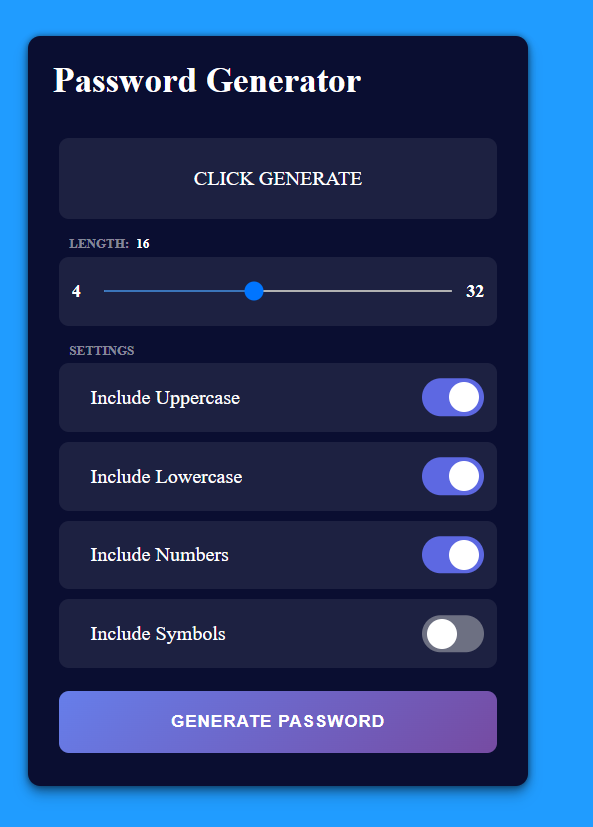 Password Generator
CLICK GENERATE
LENGTH: 16
4 32
SETTINGS
Include Uppercase
Include Lowercase
Include Numbers
Include Symbols
GENERATE PASSWORD